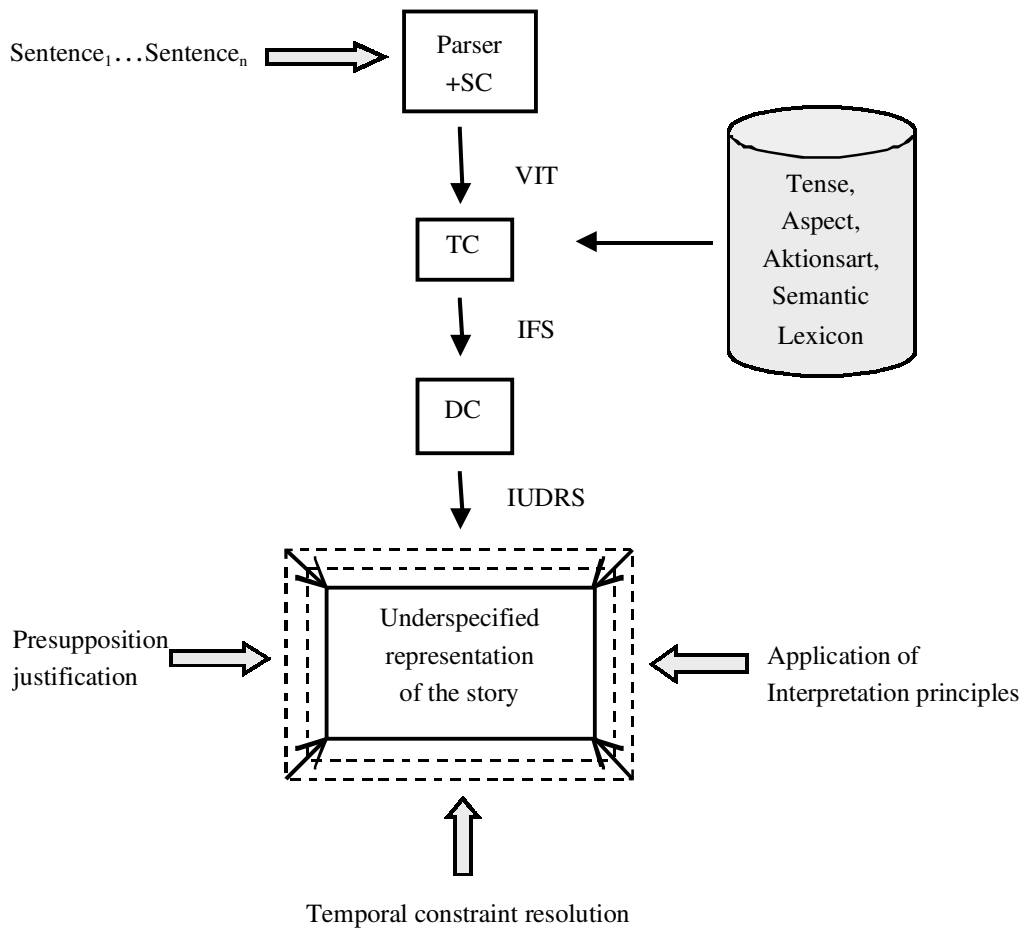 Sentence₁…Sentenceₙ
Parser
+SC
VIT
TC
Tense,
Aspect,
Aktionsart,
Semantic
Lexicon
IFS
DC
IUDRS
Underspecified
representation
of the story
Presupposition
justification
Application of
Interpretation principles
Temporal constraint resolution